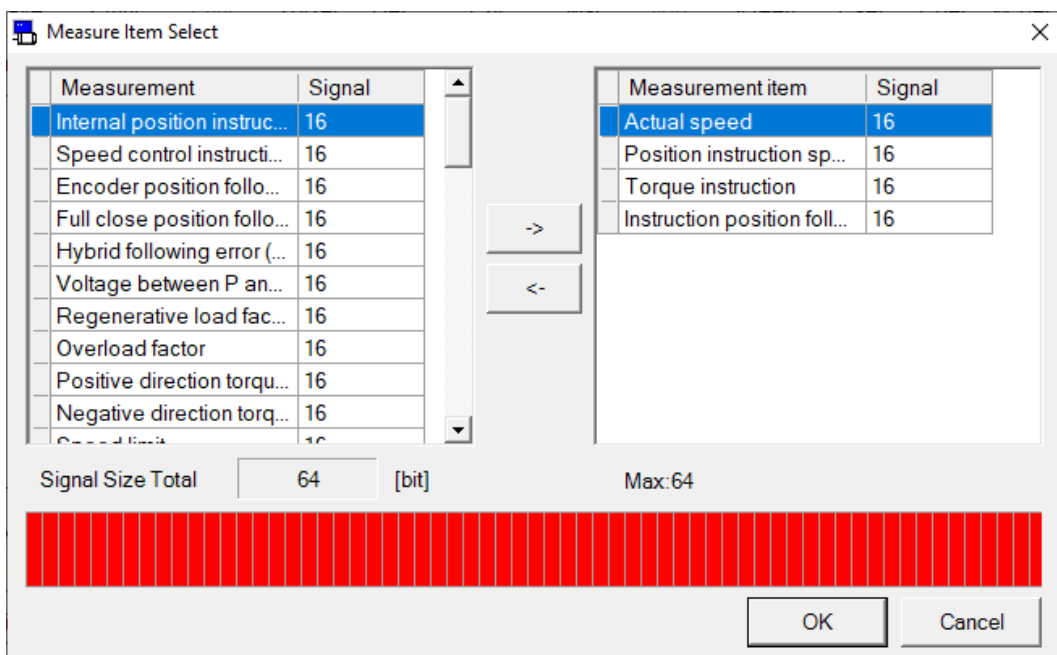 Measure Item Select
Measurement Signal
Internal position instruc... 16
Speed control instructi... 16
Encoder position follo... 16
Full close position follo... 16
Hybrid following error (... 16
Voltage between P an... 16
Regenerative load fac... 16
Overload factor 16
Positive direction torqu... 16
Negative direction torq... 16
Speed limit 16
->
<-
Measurement item Signal
Actual speed 16
Position instruction sp... 16
Torque instruction 16
Instruction position foll... 16
Signal Size Total 64 [bit] Max:64
OK Cancel